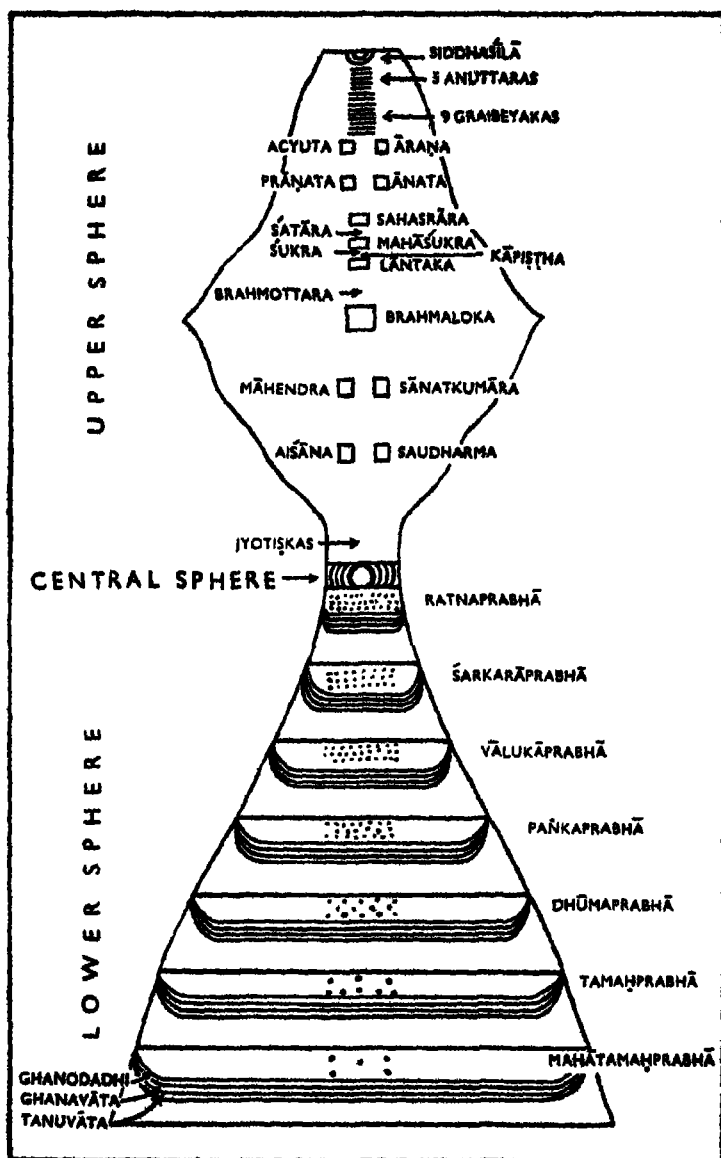 SIDDHAŚILĀ
5 ANUTTARAS
9 GRAIBEYAKAS
ACYUTA ĀRAṆA
PRĀṆATA ĀNATA
SAHASRĀRA
ŚATĀRA
MAHĀŚUKRA
ŚUKRA
KĀPIṢṬHA
LĀNTAKA
BRAHMOTTARA
BRAHMALOKA
MĀHENDRA SĀNATKUMĀRA
AIŚĀNA SAUDHARMA
UPPER SPHERE
JYOTIṢKAS
CENTRAL SPHERE
RATNAPRABHĀ
ŚARKARĀPRABHĀ
VĀLUKĀPRABHĀ
PAṄKAPRABHĀ
DHŪMAPRABHĀ
TAMAḤPRABHĀ
MAHĀTAMAḤPRABHĀ
LOWER SPHERE
GHANODADHI
GHANAVĀTA
TANUVĀTA